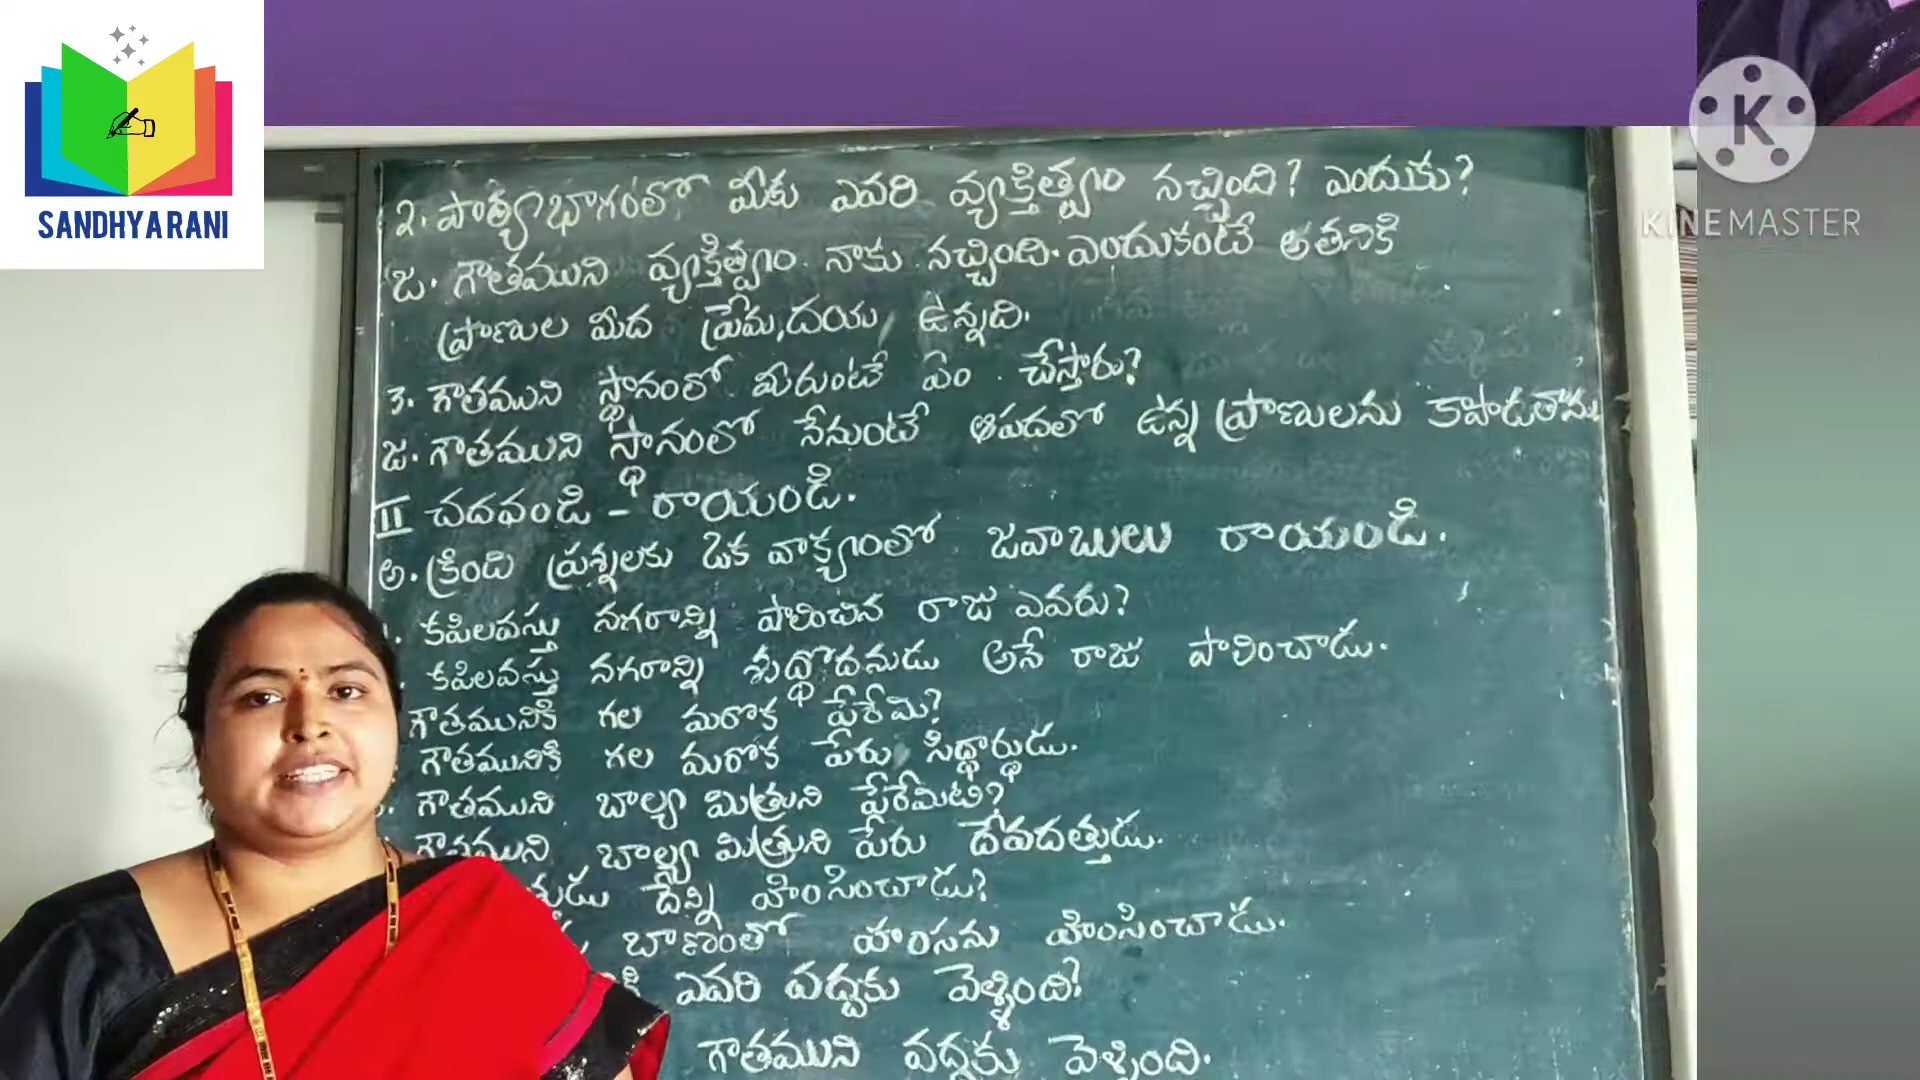 SANDHYARANI
K
KINEMASTER
2. పాఠ్యాభాగంలో మీకు ఎవరి వ్యక్తిత్వం నచ్చింది? ఎందుకు?
జ. గౌతముని వ్యక్తిత్వం నాకు నచ్చింది. ఎందుకంటే అతనికి
ప్రాణుల మీద ప్రేమ, దయ ఉన్నది.
3. గౌతముని స్థానంలో మీరుంటే ఏం చేస్తారు?
జ. గౌతముని స్థానంలో నేనుంటే ఆపదలో ఉన్న ప్రాణులను కాపాడుతాను
II చదవండి - రాయండి.
అ. క్రింది ప్రశ్నలకు ఒక వాక్యంలో జవాబులు రాయండి.
కపిలవస్తు నగరాన్ని పాలించిన రాజు ఎవరు?
కపిలవస్తు నగరాన్ని శుద్ధోదనుడు అనే రాజు పాలించాడు.
గౌతమునికి గల మరొక పేరేమి?
గౌతమునికి గల మరొక పేరు సిద్ధార్థుడు.
గౌతముని బాల్యా మిత్రుని పేరేమిటి?
గౌతముని బాల్య మిత్రుని పేరు దేవదత్తుడు.
దేన్ని హింసించాడు?
బాణంతో హంసను హింసించాడు.
ఎవరి వద్దకు వెళ్ళింది?
గౌతముని వద్దకు వెళ్ళింది.